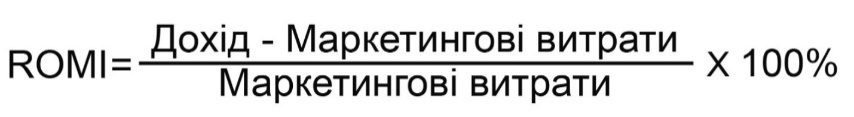 Дохід - Маркетингові витрати
ROMI= X 100%
Маркетингові витрати